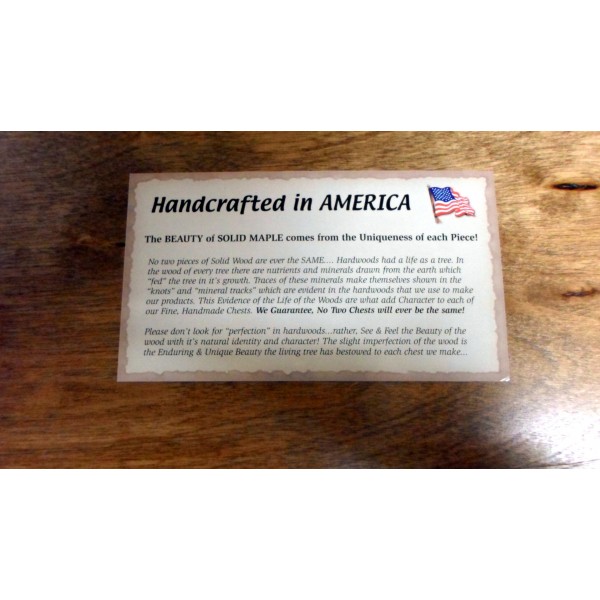 Handcrafted in AMERICA
The BEAUTY of SOLID MAPLE comes from the Uniqueness of each Piece!
No two pieces of Solid Wood are ever the SAME.... Hardwoods had a life as a tree. In
the wood of every tree there are nutrients and minerals drawn from the earth which
"fed" the tree in it's growth. Traces of these minerals make themselves shown in the
"knots" and "mineral tracks" which are evident in the hardwoods that we use to make
our products. This Evidence of the Life of the Woods are what add Character to each of
our Fine, Handmade Chests. We Guarantee, No Two Chests will ever be the same!
Please don't look for "perfection" in hardwoods...rather, See & Feel the Beauty of the
wood with it's natural identity and character! The slight imperfection of the wood is
the Enduring & Unique Beauty the living tree has bestowed to each chest we make...